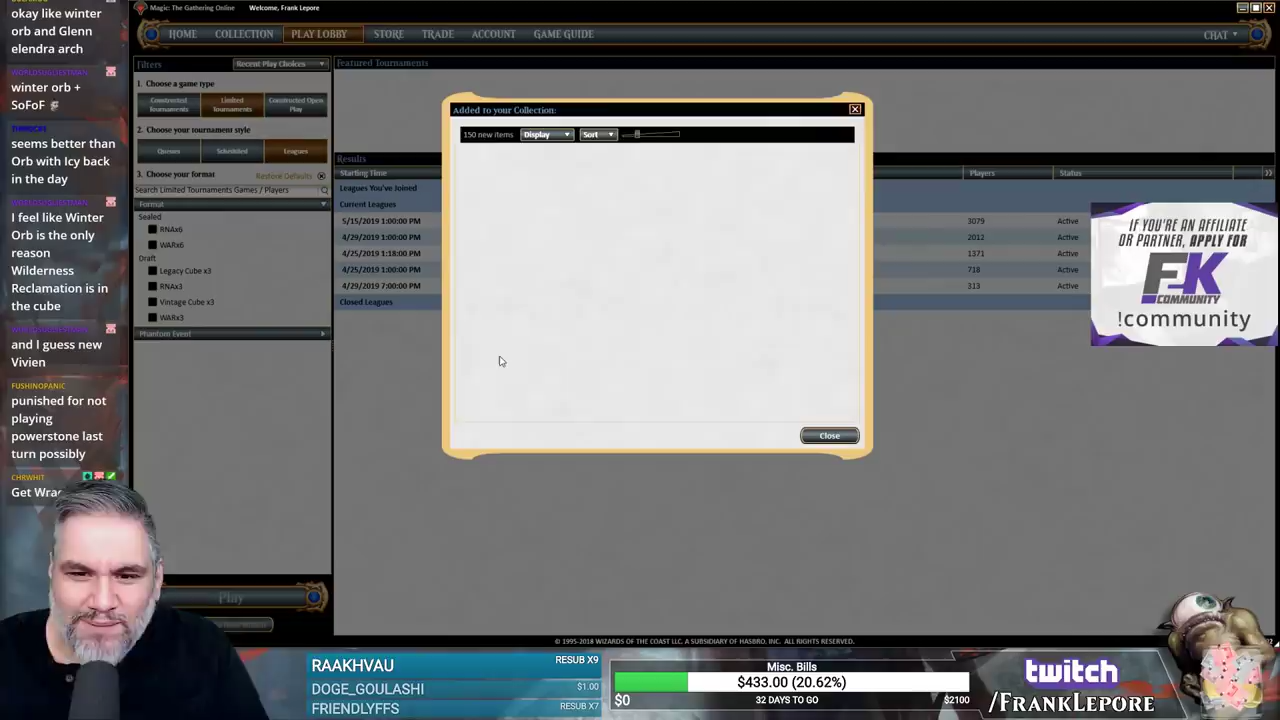 okay like winter
orb and Glenn
elendra arch
winter orb +
SoFoF
seems better than
Orb with Icy back
in the day
I feel like Winter
Orb is the only
reason
Wilderness
Reclamation is in
the cube
and I guess new
Vivien
FUSHINOPANIC
punished for not
playing
powerstone last
turn possibly
CHRWHIT
Magic: The Gathering Online Welcome, Frank Lepore
HOME COLLECTION PLAY LOBBY STORE TRADE ACCOUNT GAME GUIDE CHAT
Filters Recent Play Choices
1. Choose a game type
Constructed Tournaments Limited Tournaments Constructed Open Play
2. Choose your tournament style
Queues Scheduled Leagues
3. Choose your format Restore Defaults
Search Limited Tournaments Games / Players
Format
Sealed
RNAx6
WARx6
Draft
Legacy Cube x3
RNAx3
Vintage Cube x3
WARx3
Phantom Event
Play
Featured Tournaments
Results
Starting Time Players Status
Leagues You've Joined
Current Leagues
5/15/2019 1:00:00 PM 3079 Active
4/29/2019 1:00:00 PM 2012 Active
4/25/2019 1:18:00 PM 1371 Active
4/25/2019 1:00:00 PM 718 Active
4/29/2019 7:00:00 PM 313 Active
Closed Leagues
Added to your Collection:
150 new items Display Sort
Close
IF YOU'RE AN AFFILIATE
OR PARTNER, APPLY FOR
COMMUNITY
!community
© 1995-2018 WIZARDS OF THE COAST LLC. A SUBSIDIARY OF HASBRO, INC. ALL RIGHTS RESERVED.
RAAKHVAU RESUB X9
DOGE_GOULASHI $1.00
FRIENDLYFFS RESUB X7
Misc. Bills
$433.00 (20.62%)
$0 32 DAYS TO GO $2100
twitch
/FRANKLEPORE